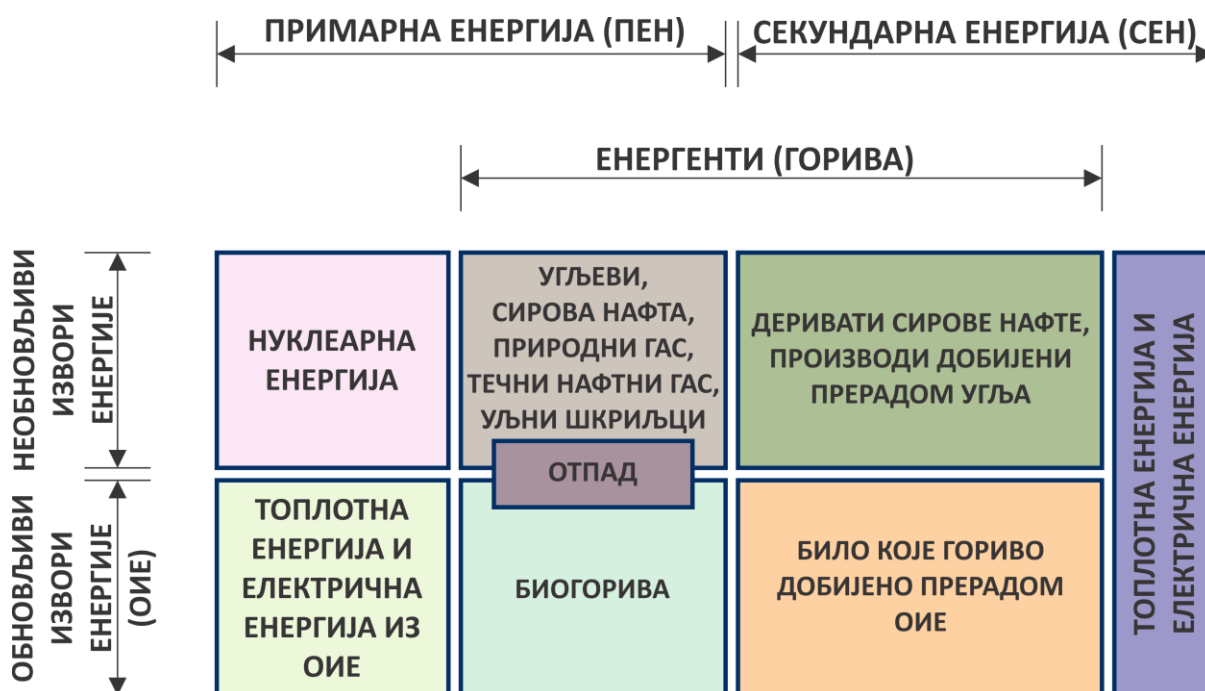 ПРИМАРНА ЕНЕРГИЈА (ПЕН)
СЕКУНДАРНА ЕНЕРГИЈА (СЕН)
ЕНЕРГЕНТИ (ГОРИВА)
НЕОБНОВЉИВИ
ИЗВОРИ
ЕНЕРГИЈЕ
НУКЛЕАРНА
ЕНЕРГИЈА
УГЉЕВИ,
СИРОВА НАФТА,
ПРИРОДНИ ГАС,
ТЕЧНИ НАФТНИ ГАС,
УЉНИ ШКРИЉЦИ
ДЕРИВАТИ СИРОВЕ НАФТЕ,
ПРОИЗВОДИ ДОБИЈЕНИ
ПРЕРАДОМ УГЉА
ТОПЛОТНА ЕНЕРГИЈА И
ЕЛЕКТРИЧНА ЕНЕРГИЈА
ОТПАД
ОБНОВЉИВИ
ИЗВОРИ
ЕНЕРГИЈЕ
(ОИЕ)
ТОПЛОТНА
ЕНЕРГИЈА И
ЕЛЕКТРИЧНА
ЕНЕРГИЈА ИЗ
ОИЕ
БИОГОРИВА
БИЛО КОЈЕ ГОРИВО
ДОБИЈЕНО ПРЕРАДОМ
ОИЕ